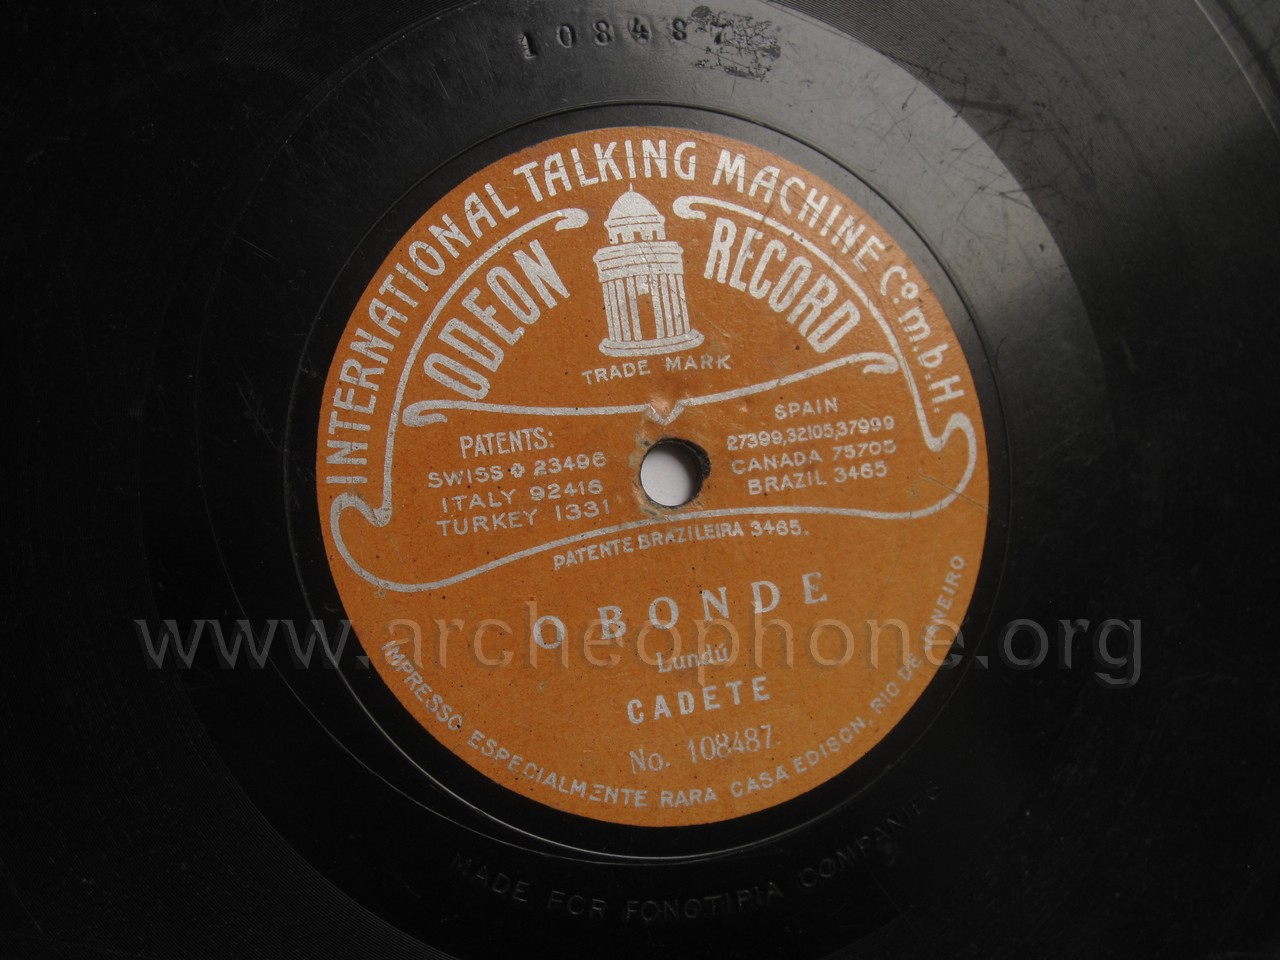 108487
INTERNATIONAL TALKING MACHINE Co. m.b.H.
ODEON RECORD
TRADE MARK
PATENTS:
SWISS 23496
ITALY 92416
TURKEY 1331
SPAIN
27399,32105,37999
CANADA 75705
BRAZIL 3465
PATENTE BRAZILEIRA 3465.
O BONDE
Lundú
CADETE
No. 108487.
IMPRESSO ESPECIALMENTE RARA CASA EDISON, RIO DE JANEIRO
MADE FOR FONOTIPIA COMPANIES
www.archeophone.org